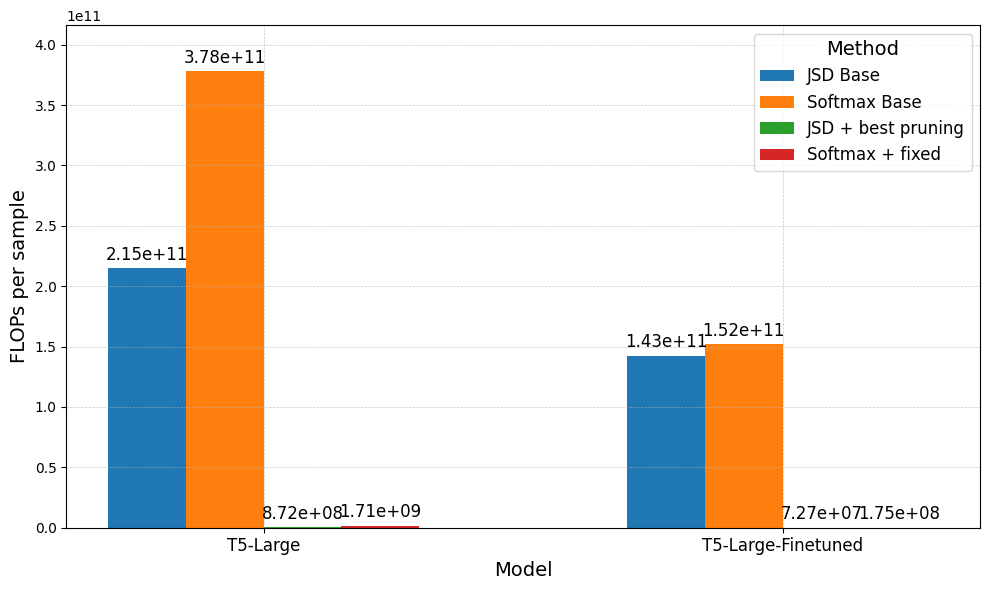 1e11
FLOPs per sample
4.0
3.5
3.0
2.5
2.0
1.5
1.0
0.5
0.0
3.78e+11
2.15e+11
8.72e+08
1.71e+09
1.43e+11
1.52e+11
7.27e+07
1.75e+08
Method
JSD Base
Softmax Base
JSD + best pruning
Softmax + fixed
T5-Large
T5-Large-Finetuned
Model